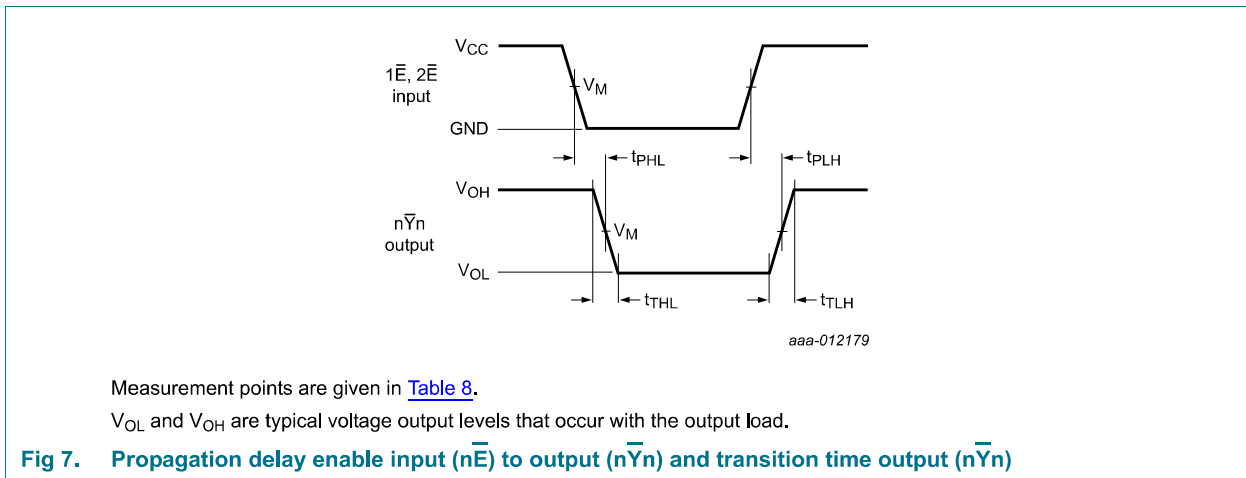 VCC
1E̅, 2E̅
input
VM
GND
tPHL
tPLH
VOH
nY̅n
output
VM
VOL
tTHL
tTLH
aaa-012179
Measurement points are given in Table 8.
VOL and VOH are typical voltage output levels that occur with the output load.
Fig 7. Propagation delay enable input (nE̅) to output (nY̅n) and transition time output (nY̅n)